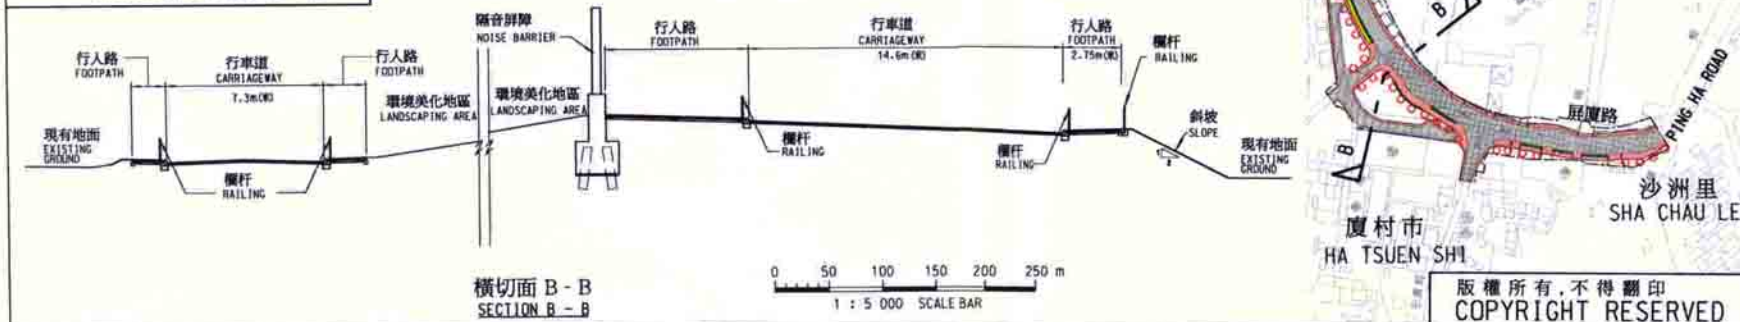 行人路
FOOTPATH
行車道
CARRIAGEWAY
7.3m(W)
行人路
FOOTPATH
現有地面
EXISTING
GROUND
欄杆
RAILING
環境美化地區
LANDSCAPING AREA
環境美化地區
LANDSCAPING AREA
隔音屏障
NOISE BARRIER
行人路
FOOTPATH
行車道
CARRIAGEWAY
14.6m(W)
行人路
FOOTPATH
2.75m(W)
欄杆
RAILING
欄杆
RAILING
欄杆
RAILING
斜坡
SLOPE
現有地面
EXISTING
GROUND
橫切面 B - B
SECTION B - B
0 50 100 150 200 250 m
1 : 5 000 SCALE BAR
B
B
屏廈路
PING HA ROAD
沙洲里
SHA CHAU LE
廈村市
HA TSUEN SHI
版權所有,不得翻印
COPYRIGHT RESERVED